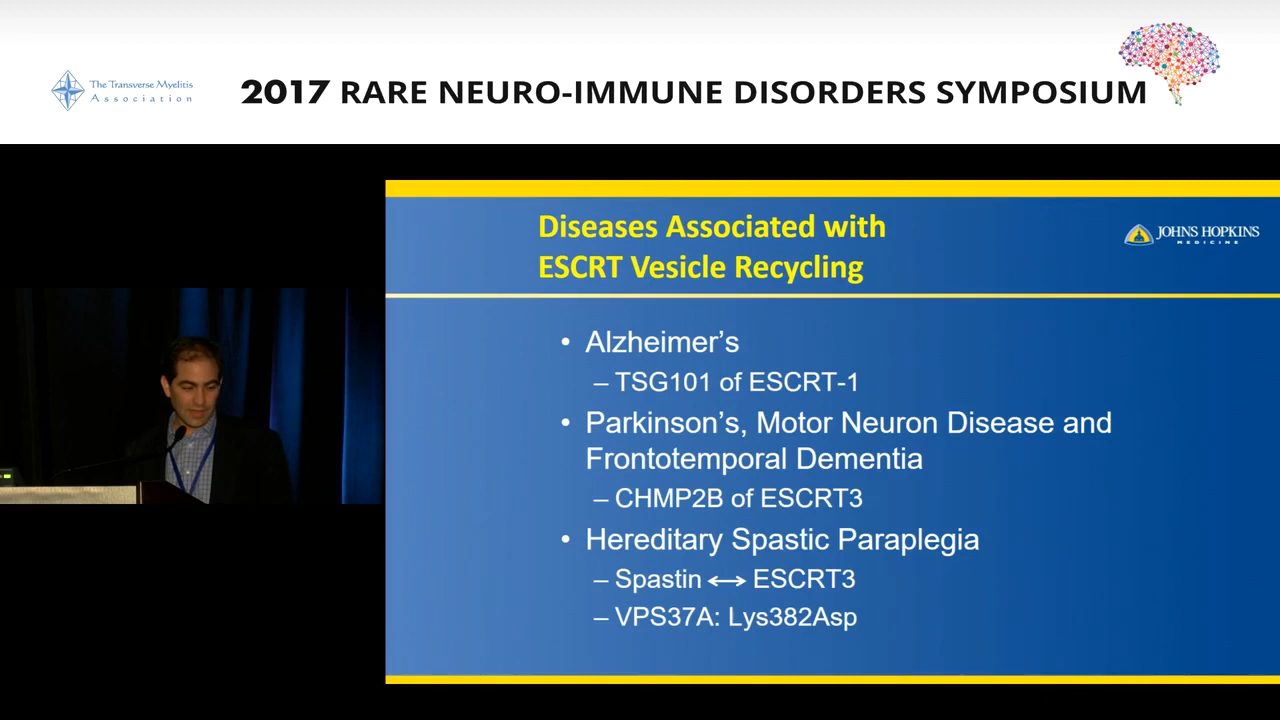 The Transverse Myelitis
Association
2017 RARE NEURO-IMMUNE DISORDERS SYMPOSIUM
Diseases Associated with
ESCRT Vesicle Recycling
JOHNS HOPKINS
MEDICINE
• Alzheimer’s
– TSG101 of ESCRT-1
• Parkinson’s, Motor Neuron Disease and
Frontotemporal Dementia
– CHMP2B of ESCRT3
• Hereditary Spastic Paraplegia
– Spastin ↔ ESCRT3
– VPS37A: Lys382Asp